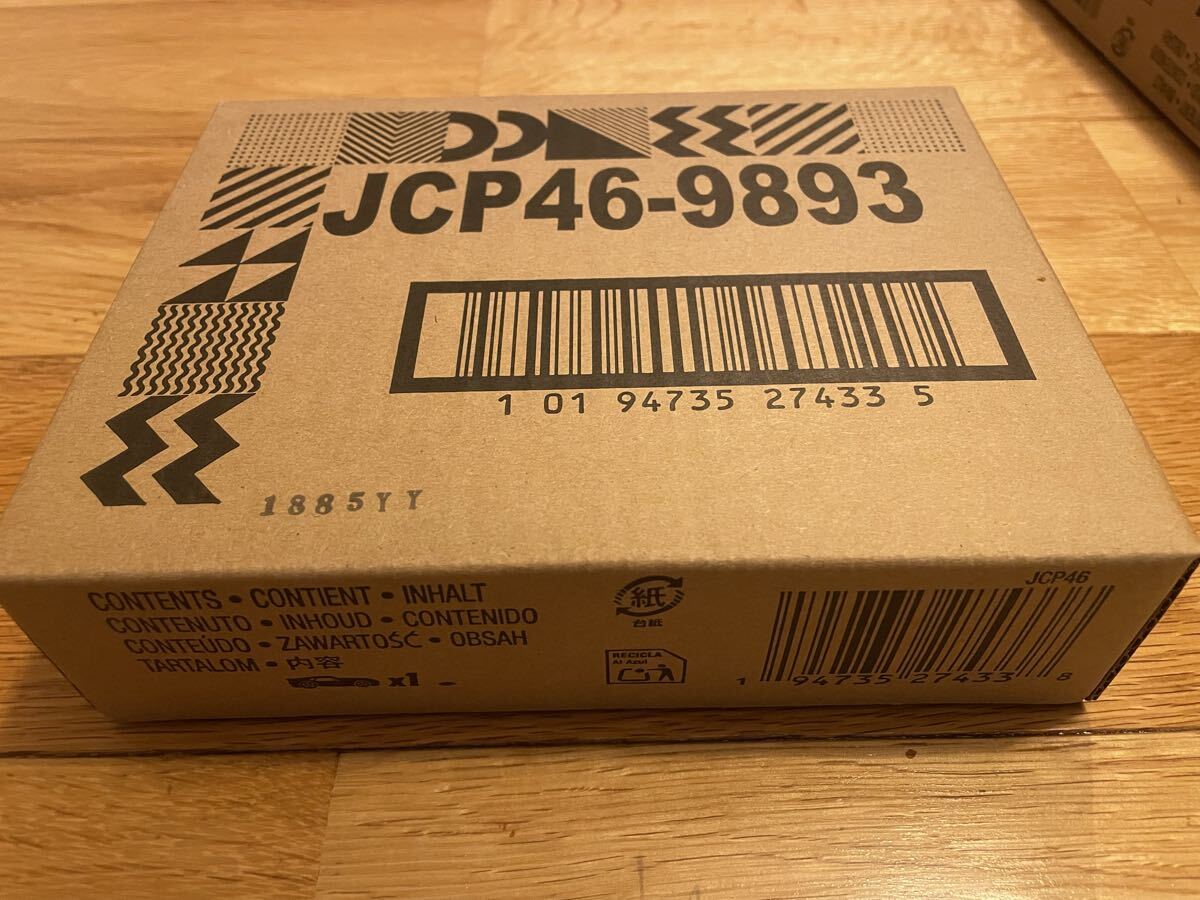 JCP46-9893
1 01 94735 27433 5
1885YY
CONTENTS • CONTIENT • INHALT
CONTENUTO • INHOUD • CONTENIDO
CONTEÚDO • ZAWARTOŚĆ • OBSAH
TARTALOM • 内容
x1
紙
台紙
RECICLA
Al Azul
JCP46
1 94735 27433 8